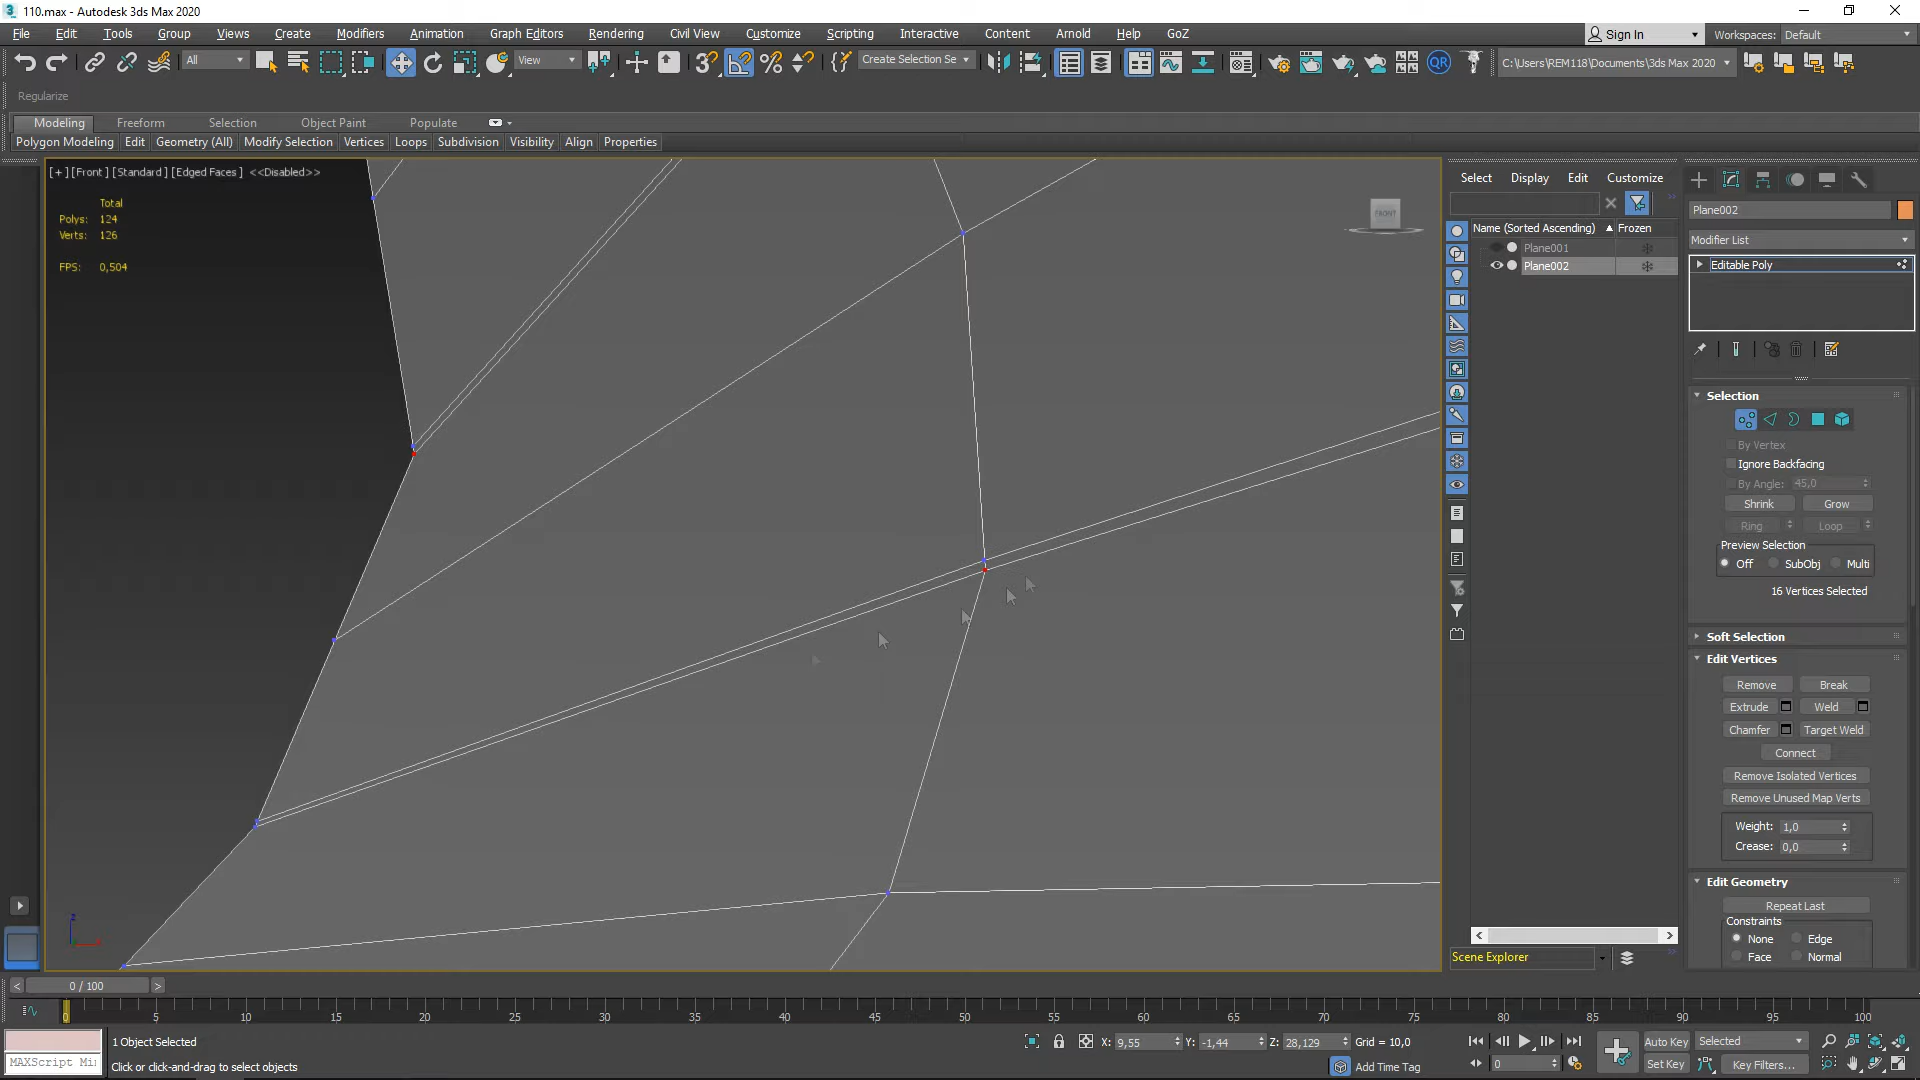 110.max - Autodesk 3ds Max 2020
File Edit Tools Group Views Create Modifiers Animation Graph Editors Rendering Civil View Customize Scripting Interactive Content Arnold Help GoZ Sign In Workspaces: Default
All View Create Selection Se QR C:\Users\REM118\Documents\3ds Max 2020
Regularize
Modeling Freeform Selection Object Paint Populate
Polygon Modeling Edit Geometry (All) Modify Selection Vertices Loops Subdivision Visibility Align Properties
[+][Front][Standard][Edged Faces] <<Disabled>>
Total
Polys: 124
Verts: 126
FPS: 0,504
FRONT
Select Display Edit Customize
Name (Sorted Ascending) Frozen
Plane001
Plane002
Scene Explorer
Plane002
Modifier List
Editable Poly
Selection
By Vertex
Ignore Backfacing
By Angle: 45,0
Shrink Grow
Ring Loop
Preview Selection
Off SubObj Multi
16 Vertices Selected
Soft Selection
Edit Vertices
Remove Break
Extrude Weld
Chamfer Target Weld
Connect
Remove Isolated Vertices
Remove Unused Map Verts
Weight: 1,0
Crease: 0,0
Edit Geometry
Repeat Last
Constraints
None Edge
Face Normal
z
< 0 / 100 >
0 5 10 15 20 25 30 35 40 45 50 55 60 65 70 75 80 85 90 95 100
1 Object Selected X: 9,55 Y: -1,44 Z: 28,129 Grid = 10,0 Auto Key Selected
MAXScript Mi Click or click-and-drag to select objects Add Time Tag 0 Set Key Key Filters...